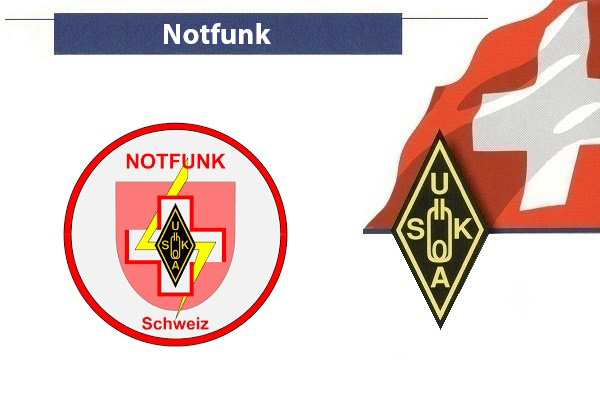 Notfunk
NOTFUNK
U
S K
A
Schweiz
U
S K
A